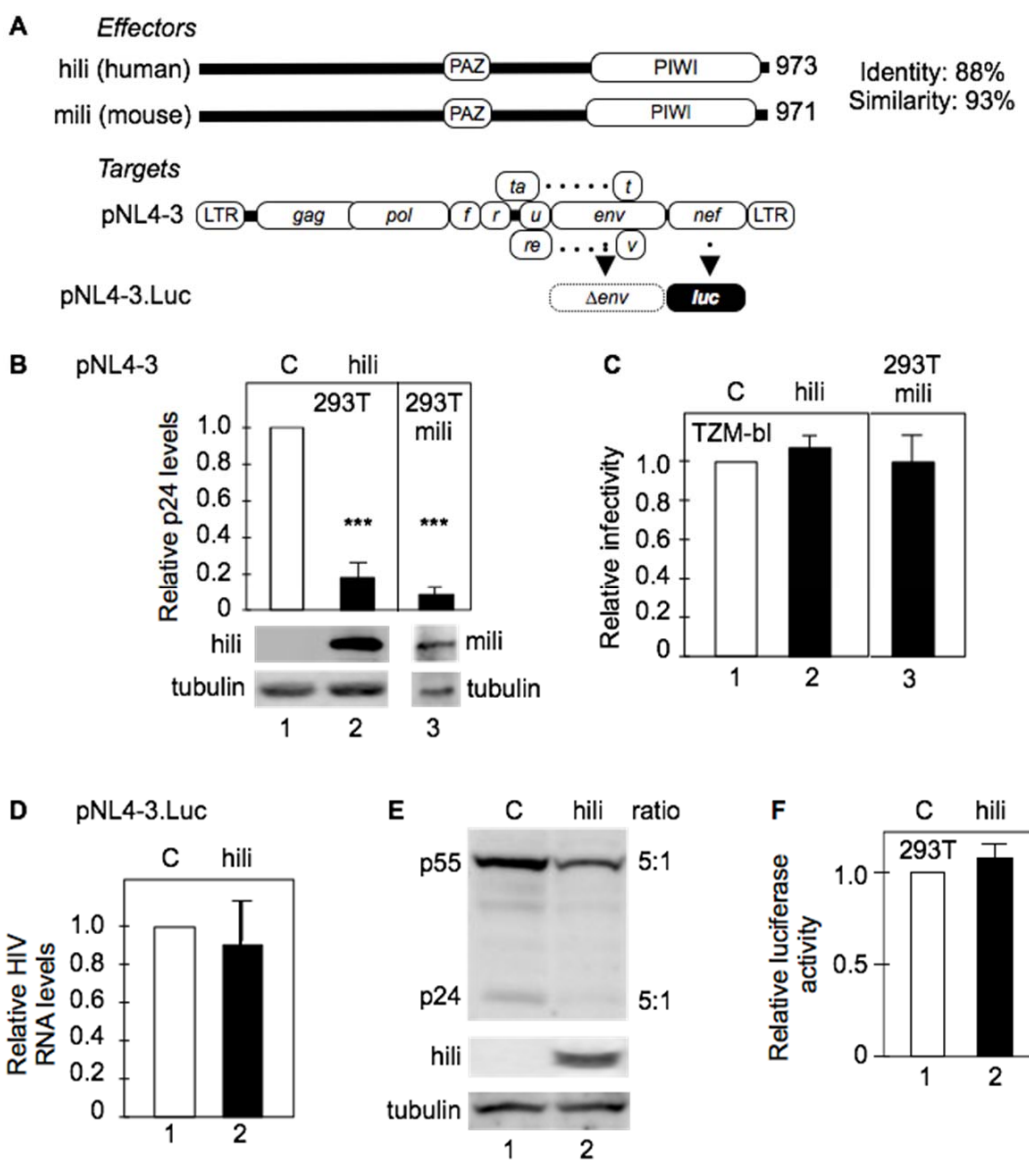 A
Effectors
hili (human) PAZ PIWI 973
mili (mouse) PAZ PIWI 971
Identity: 88%
Similarity: 93%
Targets
ta t
pNL4-3 LTR gag pol f r u env nef LTR
re v
pNL4-3.Luc Δenv luc
B pNL4-3 C hili
293T 293T
mili
Relative p24 levels
1.0
0.8
0.6
0.4
0.2
0
*** ***
hili mili
tubulin tubulin
1 2 3
C
C hili 293T
mili
TZM-bl
Relative infectivity
1.0
0.8
0.6
0.4
0.2
0
1 2 3
D pNL4-3.Luc
C hili
Relative HIV
RNA levels
1.0
0.8
0.6
0.4
0.2
0
1 2
E C hili ratio
p55 5:1
p24 5:1
hili
tubulin
1 2
F C hili
293T
Relative luciferase
activity
1.0
0.5
0
1 2